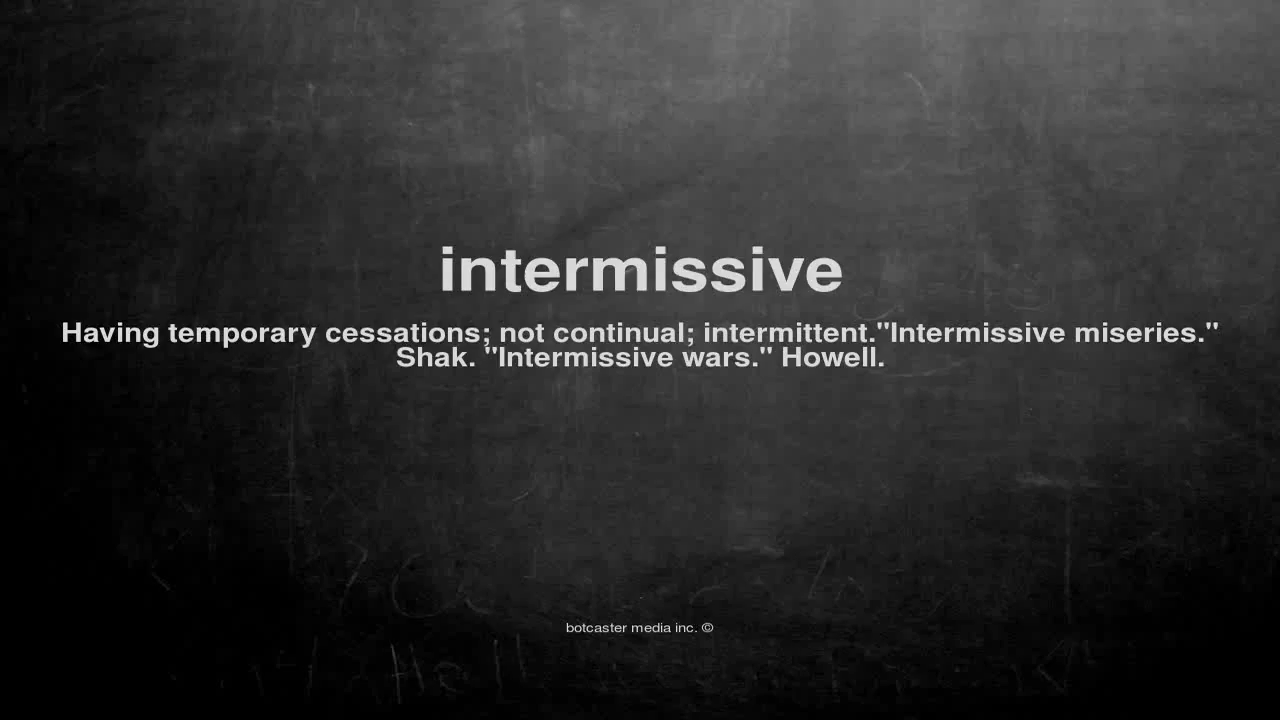 intermissive
Having temporary cessations; not continual; intermittent."Intermissive miseries."
Shak. "Intermissive wars." Howell.
botcaster media inc. ©